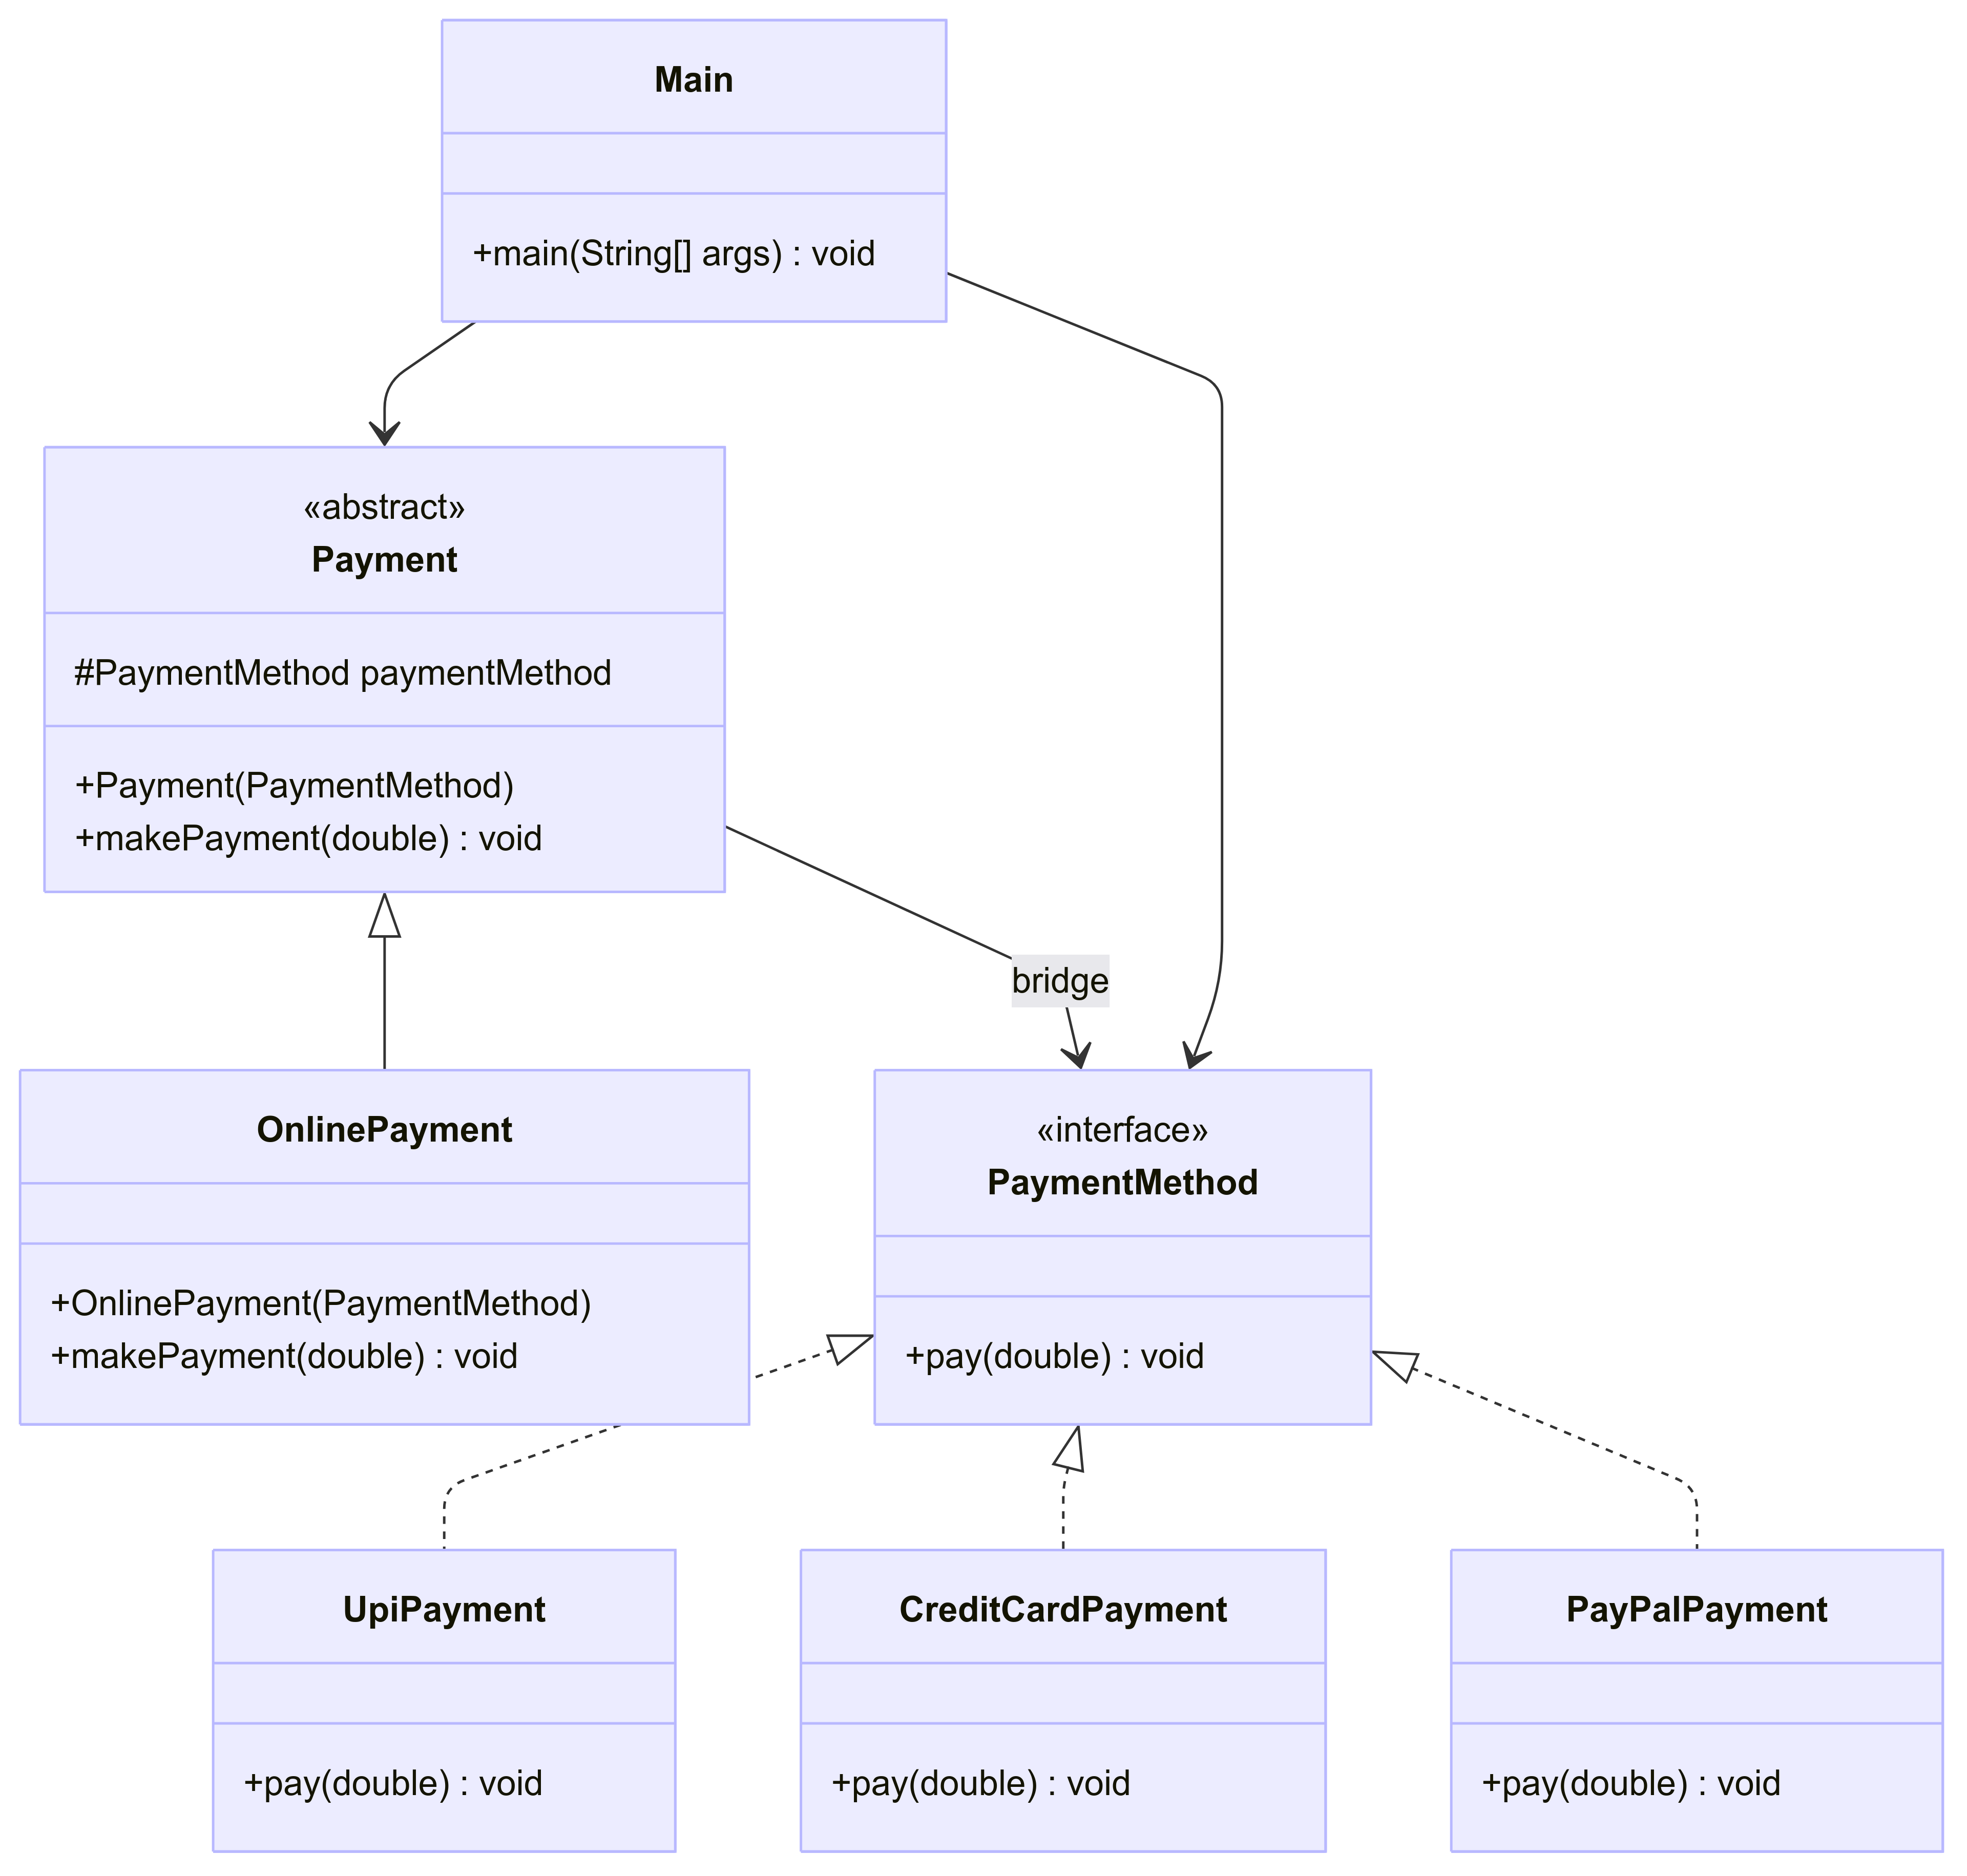 Main
+main(String[] args) : void
«abstract»
Payment
#PaymentMethod paymentMethod
+Payment(PaymentMethod)
+makePayment(double) : void
bridge
OnlinePayment
+OnlinePayment(PaymentMethod)
+makePayment(double) : void
«interface»
PaymentMethod
+pay(double) : void
UpiPayment
+pay(double) : void
CreditCardPayment
+pay(double) : void
PayPalPayment
+pay(double) : void